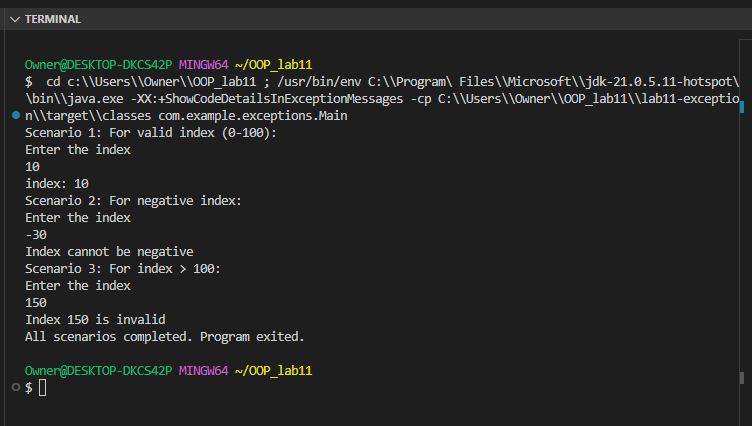 TERMINAL
Owner@DESKTOP-DKCS42P MINGW64 ~/OOP_lab11
$  cd c:\\Users\\Owner\\OOP_lab11 ; /usr/bin/env C:\\Program\ Files\\Microsoft\\jdk-21.0.5.11-hotspot\
\bin\\java.exe -XX:+ShowCodeDetailsInExceptionMessages -cp C:\\Users\\Owner\\OOP_lab11\\lab11-exceptio
n\\target\\classes com.example.exceptions.Main
Scenario 1: For valid index (0-100):
Enter the index
10
index: 10
Scenario 2: For negative index:
Enter the index
-30
Index cannot be negative
Scenario 3: For index > 100:
Enter the index
150
Index 150 is invalid
All scenarios completed. Program exited.
Owner@DESKTOP-DKCS42P MINGW64 ~/OOP_lab11
$